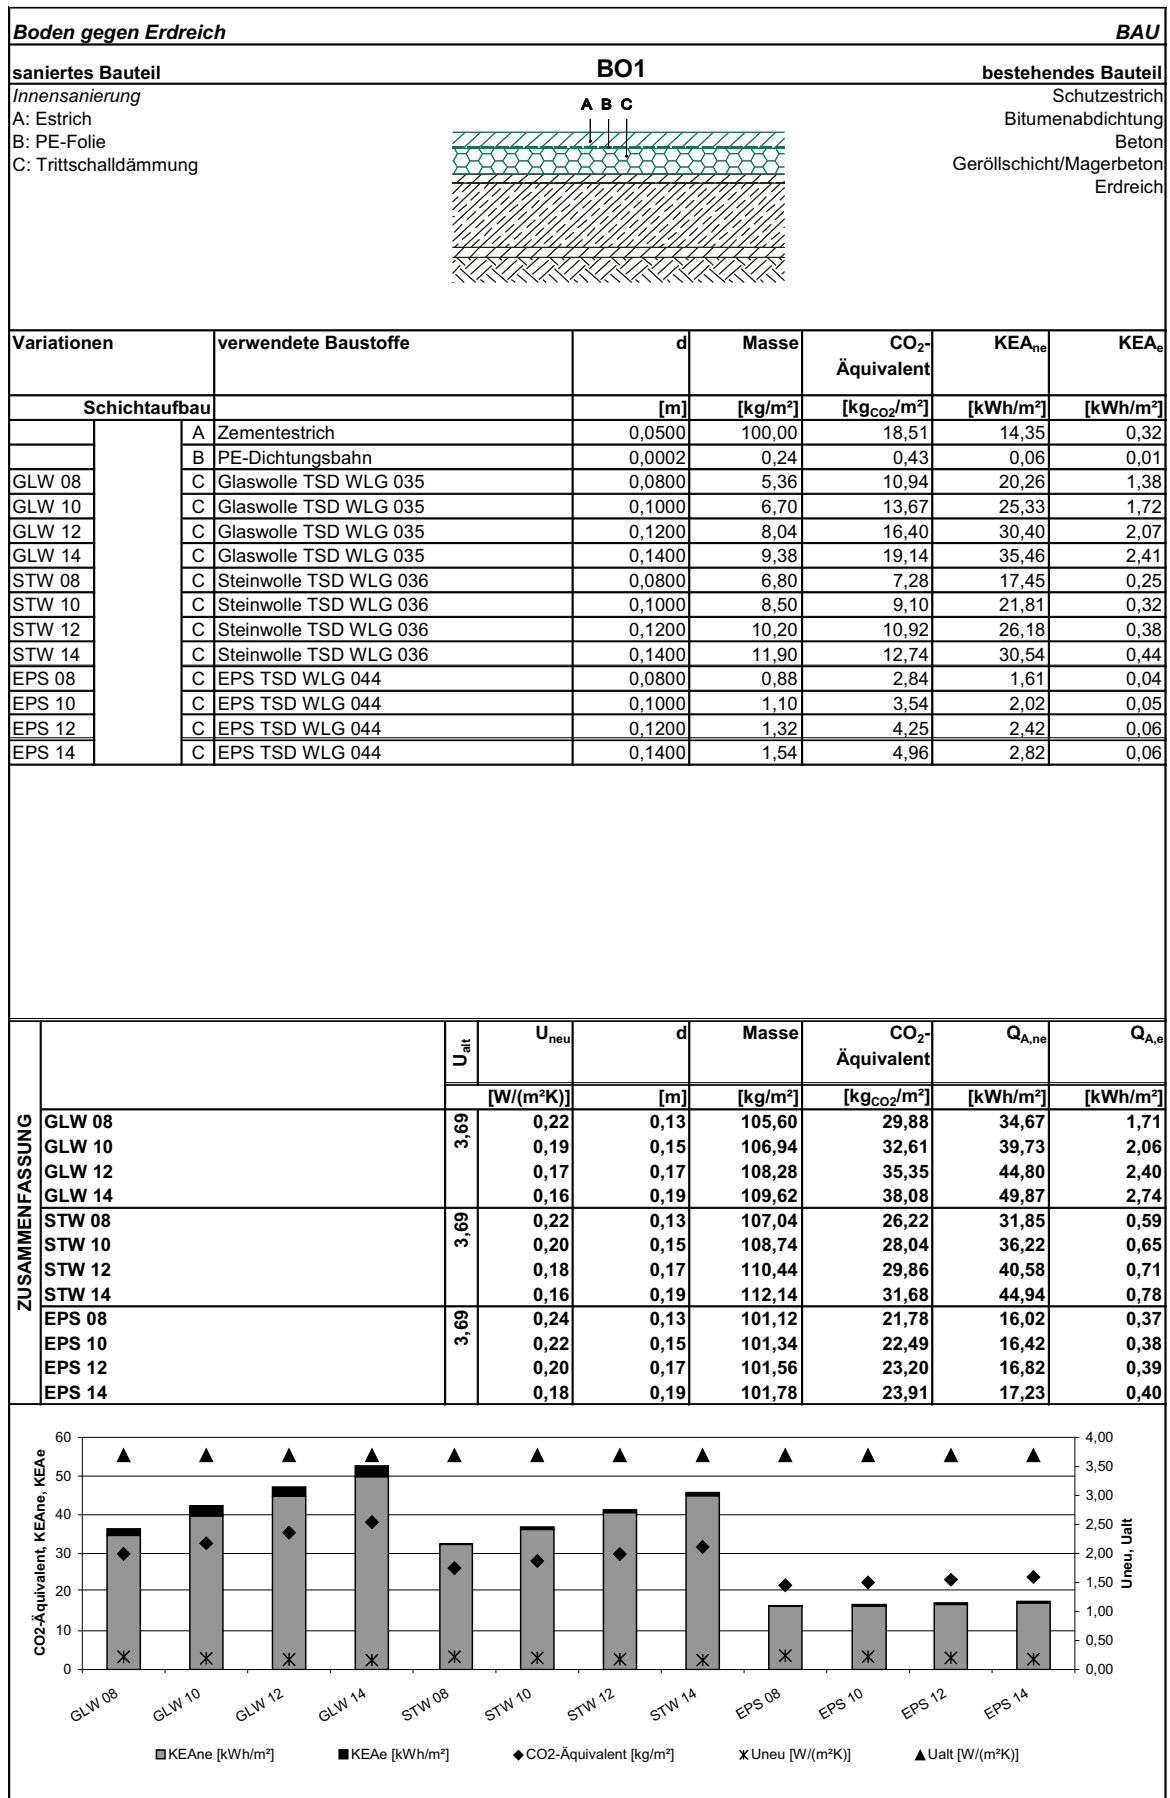 Boden gegen Erdreich BAU
saniertes Bauteil BO1 bestehendes Bauteil
Innensanierung Schutzestrich
A: Estrich Bitumenabdichtung
B: PE-Folie Beton
C: Trittschalldämmung Geröllschicht/Magerbeton
Erdreich
A B C
Variationen verwendete Baustoffe d Masse CO2- KEAne KEAe
Äquivalent
Schichtaufbau [m] [kg/m²] [kgCO2/m²] [kWh/m²] [kWh/m²]
A Zementestrich 0,0500 100,00 18,51 14,35 0,32
B PE-Dichtungsbahn 0,0002 0,24 0,43 0,06 0,01
GLW 08 C Glaswolle TSD WLG 035 0,0800 5,36 10,94 20,26 1,38
GLW 10 C Glaswolle TSD WLG 035 0,1000 6,70 13,67 25,33 1,72
GLW 12 C Glaswolle TSD WLG 035 0,1200 8,04 16,40 30,40 2,07
GLW 14 C Glaswolle TSD WLG 035 0,1400 9,38 19,14 35,46 2,41
STW 08 C Steinwolle TSD WLG 036 0,0800 6,80 7,28 17,45 0,25
STW 10 C Steinwolle TSD WLG 036 0,1000 8,50 9,10 21,81 0,32
STW 12 C Steinwolle TSD WLG 036 0,1200 10,20 10,92 26,18 0,38
STW 14 C Steinwolle TSD WLG 036 0,1400 11,90 12,74 30,54 0,44
EPS 08 C EPS TSD WLG 044 0,0800 0,88 2,84 1,61 0,04
EPS 10 C EPS TSD WLG 044 0,1000 1,10 3,54 2,02 0,05
EPS 12 C EPS TSD WLG 044 0,1200 1,32 4,25 2,42 0,06
EPS 14 C EPS TSD WLG 044 0,1400 1,54 4,96 2,82 0,06
ZUSAMMENFASSUNG
Ualt Uneu d Masse CO2- QA,ne QA,e
Äquivalent
[W/(m²K)] [m] [kg/m²] [kgCO2/m²] [kWh/m²] [kWh/m²]
GLW 08 3,69 0,22 0,13 105,60 29,88 34,67 1,71
GLW 10 0,19 0,15 106,94 32,61 39,73 2,06
GLW 12 0,17 0,17 108,28 35,35 44,80 2,40
GLW 14 0,16 0,19 109,62 38,08 49,87 2,74
STW 08 3,69 0,22 0,13 107,04 26,22 31,85 0,59
STW 10 0,20 0,15 108,74 28,04 36,22 0,65
STW 12 0,18 0,17 110,44 29,86 40,58 0,71
STW 14 0,16 0,19 112,14 31,68 44,94 0,78
EPS 08 3,69 0,24 0,13 101,12 21,78 16,02 0,37
EPS 10 0,22 0,15 101,34 22,49 16,42 0,38
EPS 12 0,20 0,17 101,56 23,20 16,82 0,39
EPS 14 0,18 0,19 101,78 23,91 17,23 0,40
CO2-Äquivalent, KEAne, KEAe
60
50
40
30
20
10
0
4,00
3,50
3,00
2,50
2,00
1,50
1,00
0,50
0,00
Uneu, Ualt
GLW 08 GLW 10 GLW 12 GLW 14 STW 08 STW 10 STW 12 STW 14 EPS 08 EPS 10 EPS 12 EPS 14
KEAne [kWh/m²] KEAe [kWh/m²] CO2-Äquivalent [kg/m²] Uneu [W/(m²K)] Ualt [W/(m²K)]